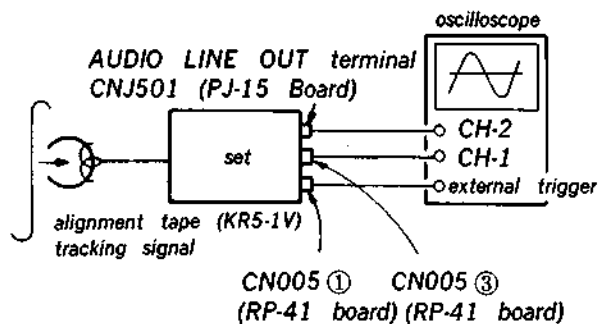 oscilloscope
AUDIO LINE OUT terminal
CNJ501 (PJ-15 Board)
set
CH-2
CH-1
external trigger
alignment tape (KR5-1V)
tracking signal
CN005 ① CN005 ③
(RP-41 board) (RP-41 board)